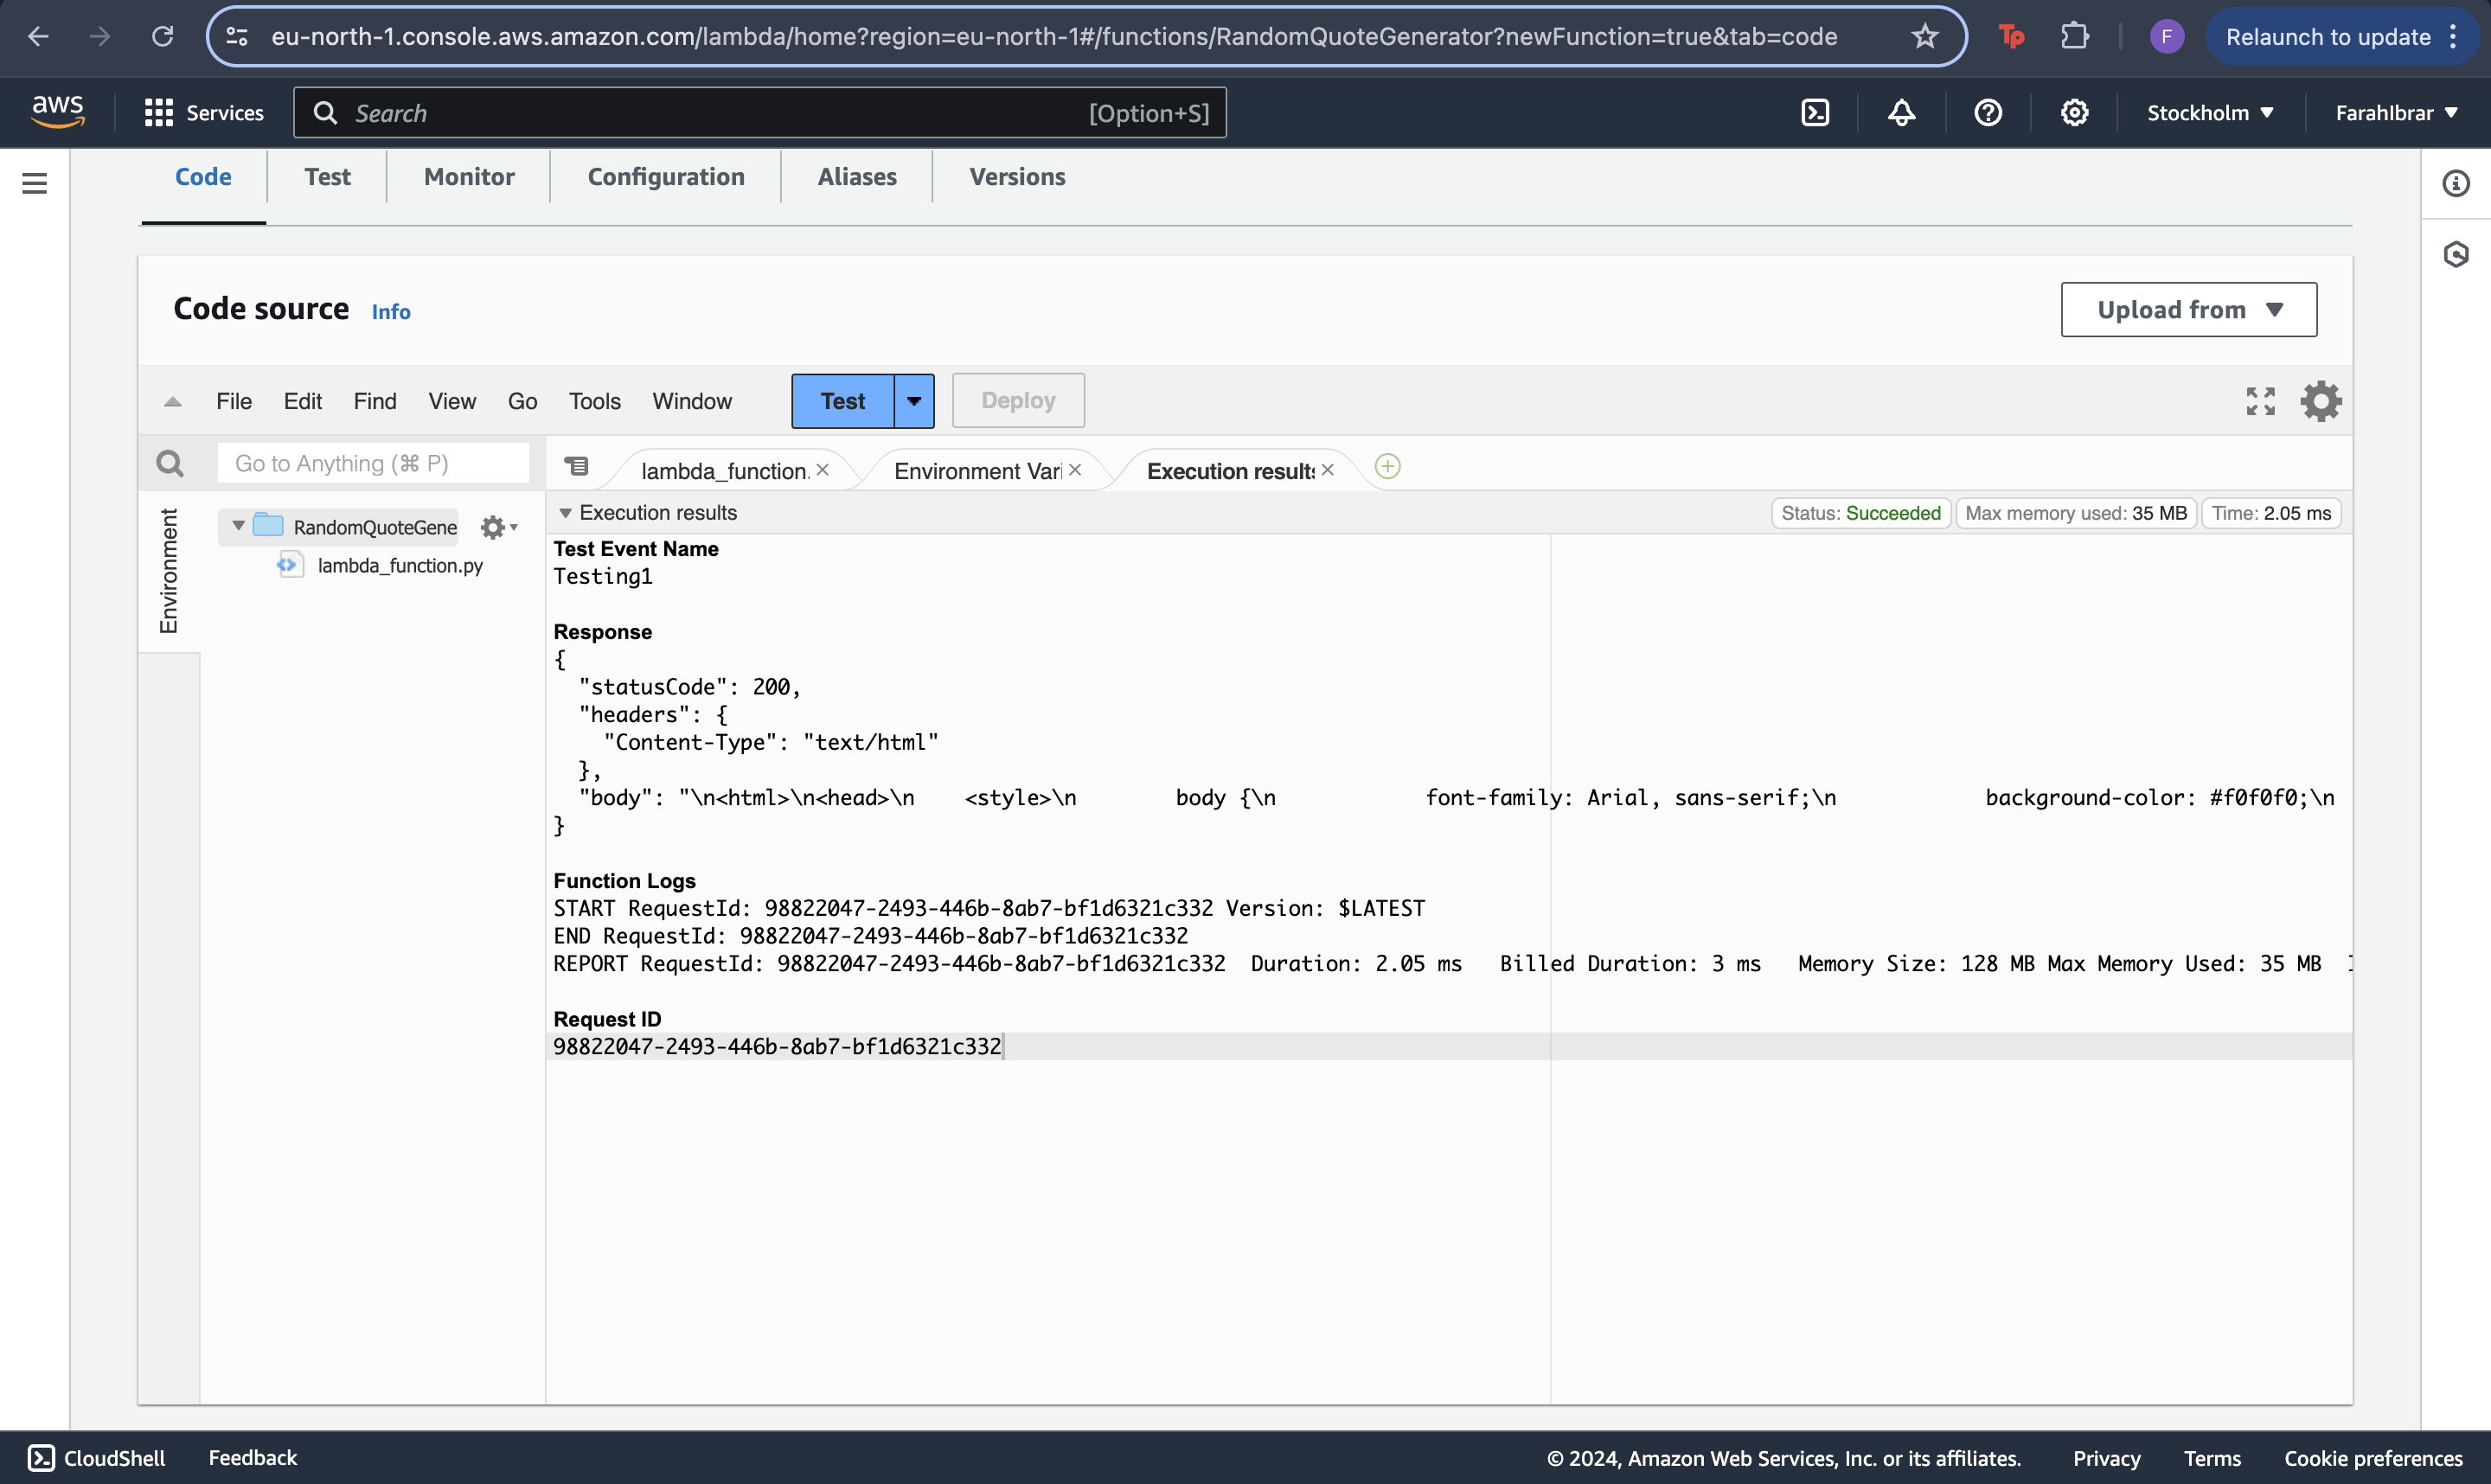 eu-north-1.console.aws.amazon.com/lambda/home?region=eu-north-1#/functions/RandomQuoteGenerator?newFunction=true&tab=code
Tp
F
Relaunch to update
aws
Services
Search
[Option+S]
Stockholm
FarahIbrar
Code
Test
Monitor
Configuration
Aliases
Versions
Code source Info
Upload from
File Edit Find View Go Tools Window
Test
Deploy
Go to Anything (⌘ P)
lambda_function.
Environment Vari
Execution results
Environment
RandomQuoteGene
lambda_function.py
Execution results
Status: Succeeded
Max memory used: 35 MB
Time: 2.05 ms
Test Event Name
Testing1
Response
{
"statusCode": 200,
"headers": {
"Content-Type": "text/html"
},
"body": "\n<html>\n<head>\n    <style>\n        body {\n            font-family: Arial, sans-serif;\n            background-color: #f0f0f0;\n
}
Function Logs
START RequestId: 98822047-2493-446b-8ab7-bf1d6321c332 Version: $LATEST
END RequestId: 98822047-2493-446b-8ab7-bf1d6321c332
REPORT RequestId: 98822047-2493-446b-8ab7-bf1d6321c332  Duration: 2.05 ms   Billed Duration: 3 ms   Memory Size: 128 MB Max Memory Used: 35 MB
Request ID
98822047-2493-446b-8ab7-bf1d6321c332
CloudShell
Feedback
© 2024, Amazon Web Services, Inc. or its affiliates.
Privacy
Terms
Cookie preferences